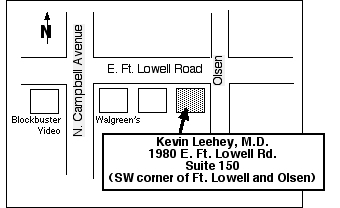 N
N. Campbell Avenue
E. Ft. Lowell Road
Olsen
Blockbuster
Video
Walgreen's
Kevin Leehey, M.D.
1980 E. Ft. Lowell Rd.
Suite 150
(SW corner of Ft. Lowell and Olsen)